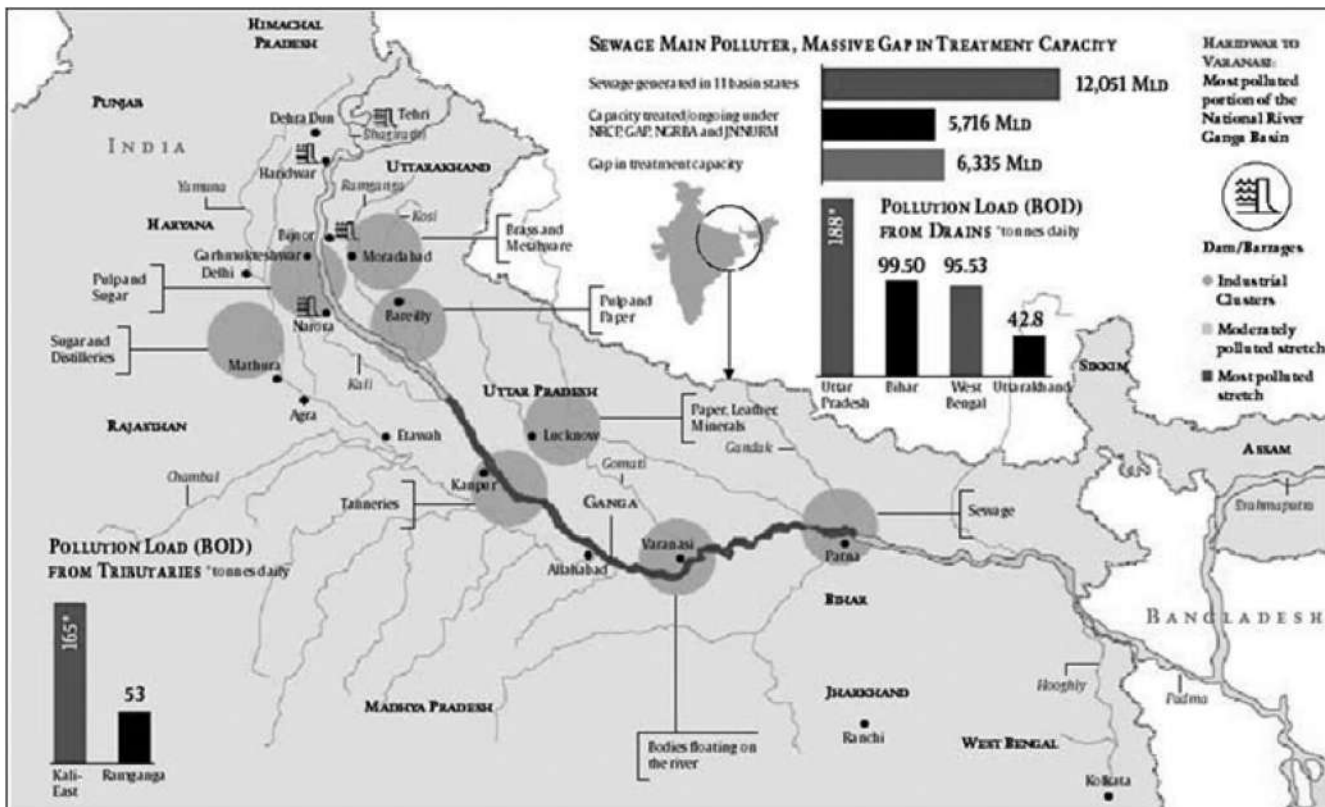 HIMACHAL
PRADESH
PUNJAB
INDIA
Dehra Dun
Tehri
Bhagirathi
Haridwar
UTTARAKHAND
Yamuna
Ramganga
HARYANA
Kosi
Bijnor
Garhmukteshwar
Delhi
Moradabad
Brass and
Metalware
Pulp and
Sugar
Narora
Bareilly
Pulp and
Paper
Sugar and
Distilleries
Mathura
Kali
Agra
UTTAR PRADESH
RAJASTHAN
Etawah
Lucknow
Paper, Leather,
Minerals
Gandak
Chambal
Gomati
Kanpur
Tanneries
GANGA
Sewage
Varanasi
Allahabad
Patna
BIHAR
MADHYA PRADESH
JHARKHAND
Ranchi
Bodies floating on
the river
WEST BENGAL
Kolkata
Hooghly
Padma
BANGLADESH
SIKKIM
ASSAM
Brahmaputra
SEWAGE MAIN POLLUTER, MASSIVE GAP IN TREATMENT CAPACITY
Sewage generated in 11 basin states
12,051 MLD
Capacity treated/ongoing under
NRCP, GAP, NGRBA and JNNURM
5,716 MLD
Gap in treatment capacity
6,335 MLD
POLLUTION LOAD (BOD)
FROM DRAINS *tonnes daily
188*
99.50
95.53
42.8
Uttar
Pradesh
Bihar
West
Bengal
Uttarakhand
HARIDWAR TO
VARANASI:
Most polluted
portion of the
National River
Ganga Basin
Dam/Barrages
Industrial
Clusters
Moderately
polluted stretch
Most polluted
stretch
POLLUTION LOAD (BOD)
FROM TRIBUTARIES *tonnes daily
165*
53
Kali-
East
Ramganga